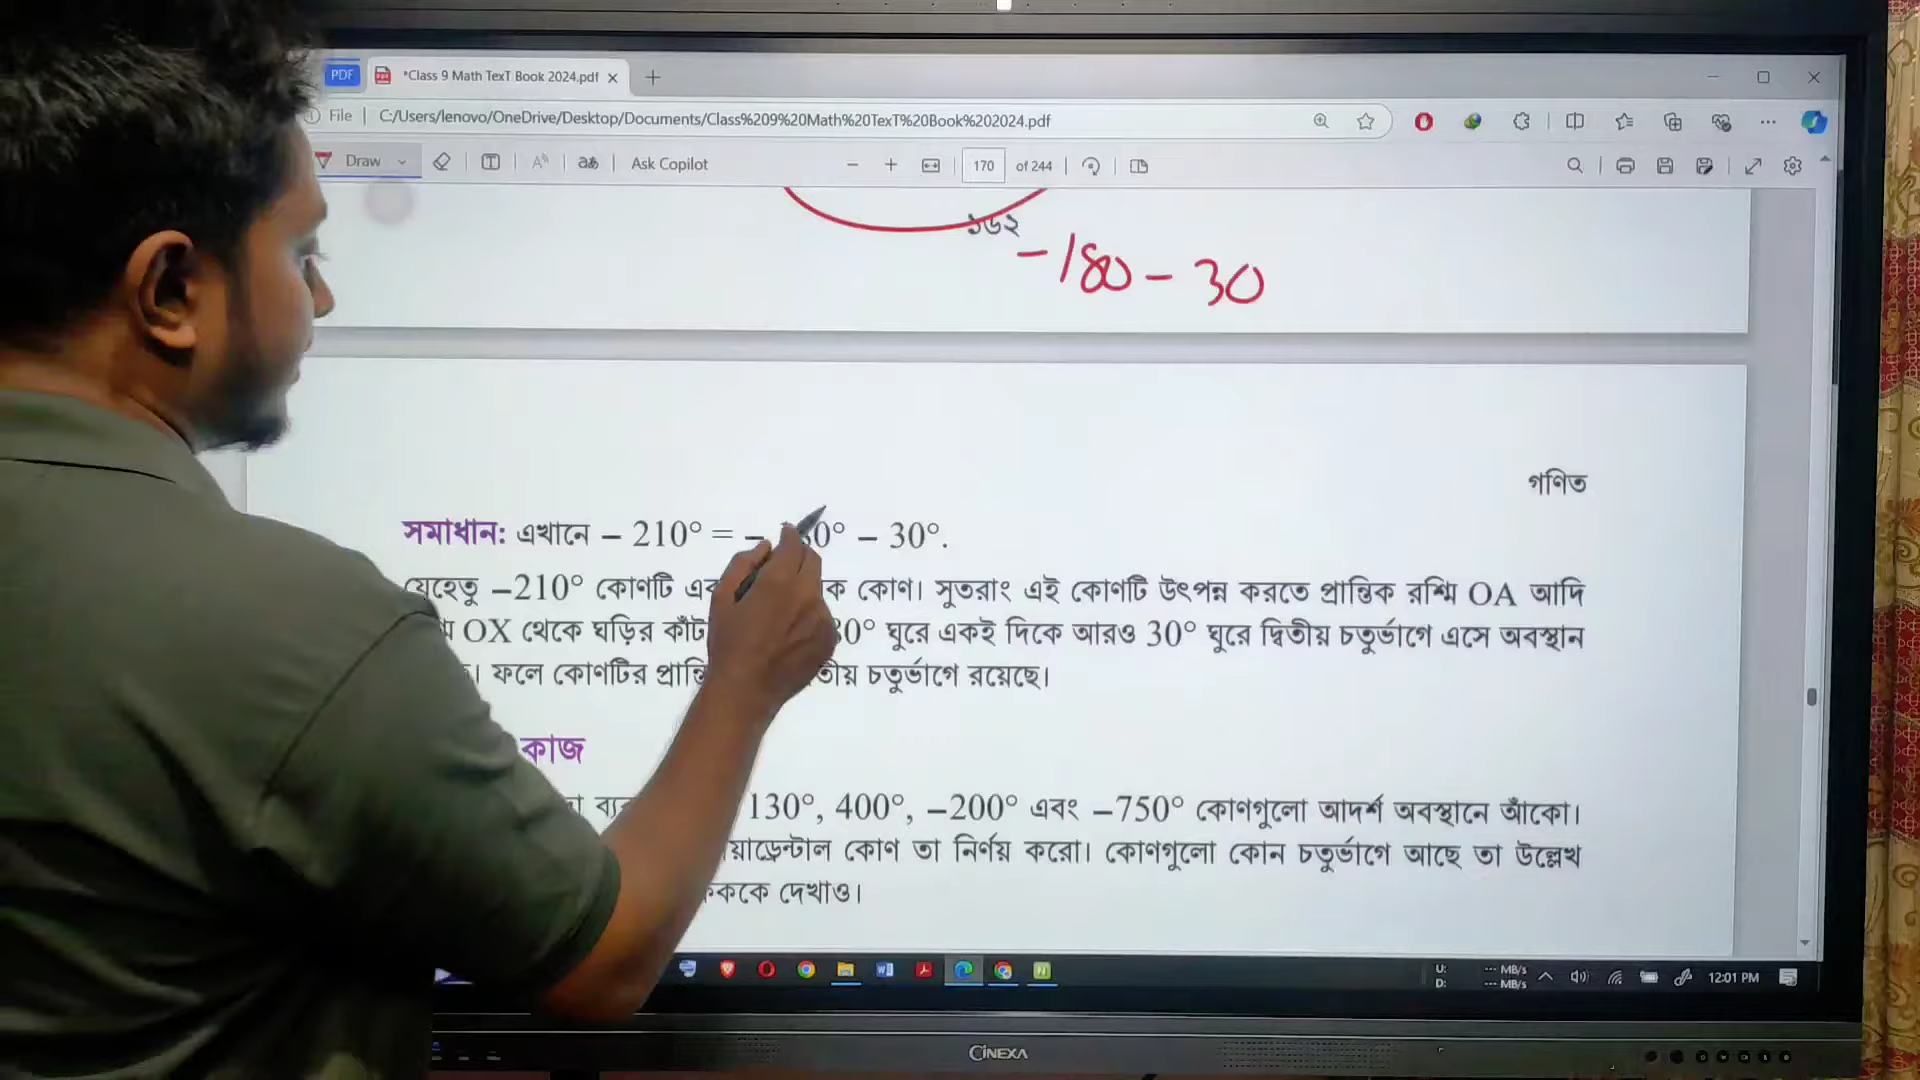 PDF *Class 9 Math TexT Book 2024.pdf
File C:/Users/lenovo/OneDrive/Desktop/Documents/Class%209%20Math%20TexT%20Book%202024.pdf
Draw Ask Copilot 170 of 244
১৬২
-180 - 30
গণিত
সমাধান: এখানে – 210° = – 0° – 30°.
যেহেতু –210° কোণটি কোণ। সুতরাং এই কোণটি উৎপন্ন করতে প্রান্তিক রশ্মি OA আদি
OX থেকে ঘড়ির ঘুরে একই দিকে আরও 30° ঘুরে দ্বিতীয় চতুর্ভাগে এসে অবস্থান
ফলে কোণটির চতুর্ভাগে রয়েছে।
কাজ
130°, 400°, –200° এবং –750° কোণগুলো আদর্শ অবস্থানে আঁকো।
কোণ তা নির্ণয় করো। কোণগুলো কোন চতুর্ভাগে আছে তা উল্লেখ
দেখাও।
U: --- MB/s
D: --- MB/s
12:01 PM
CINEXA